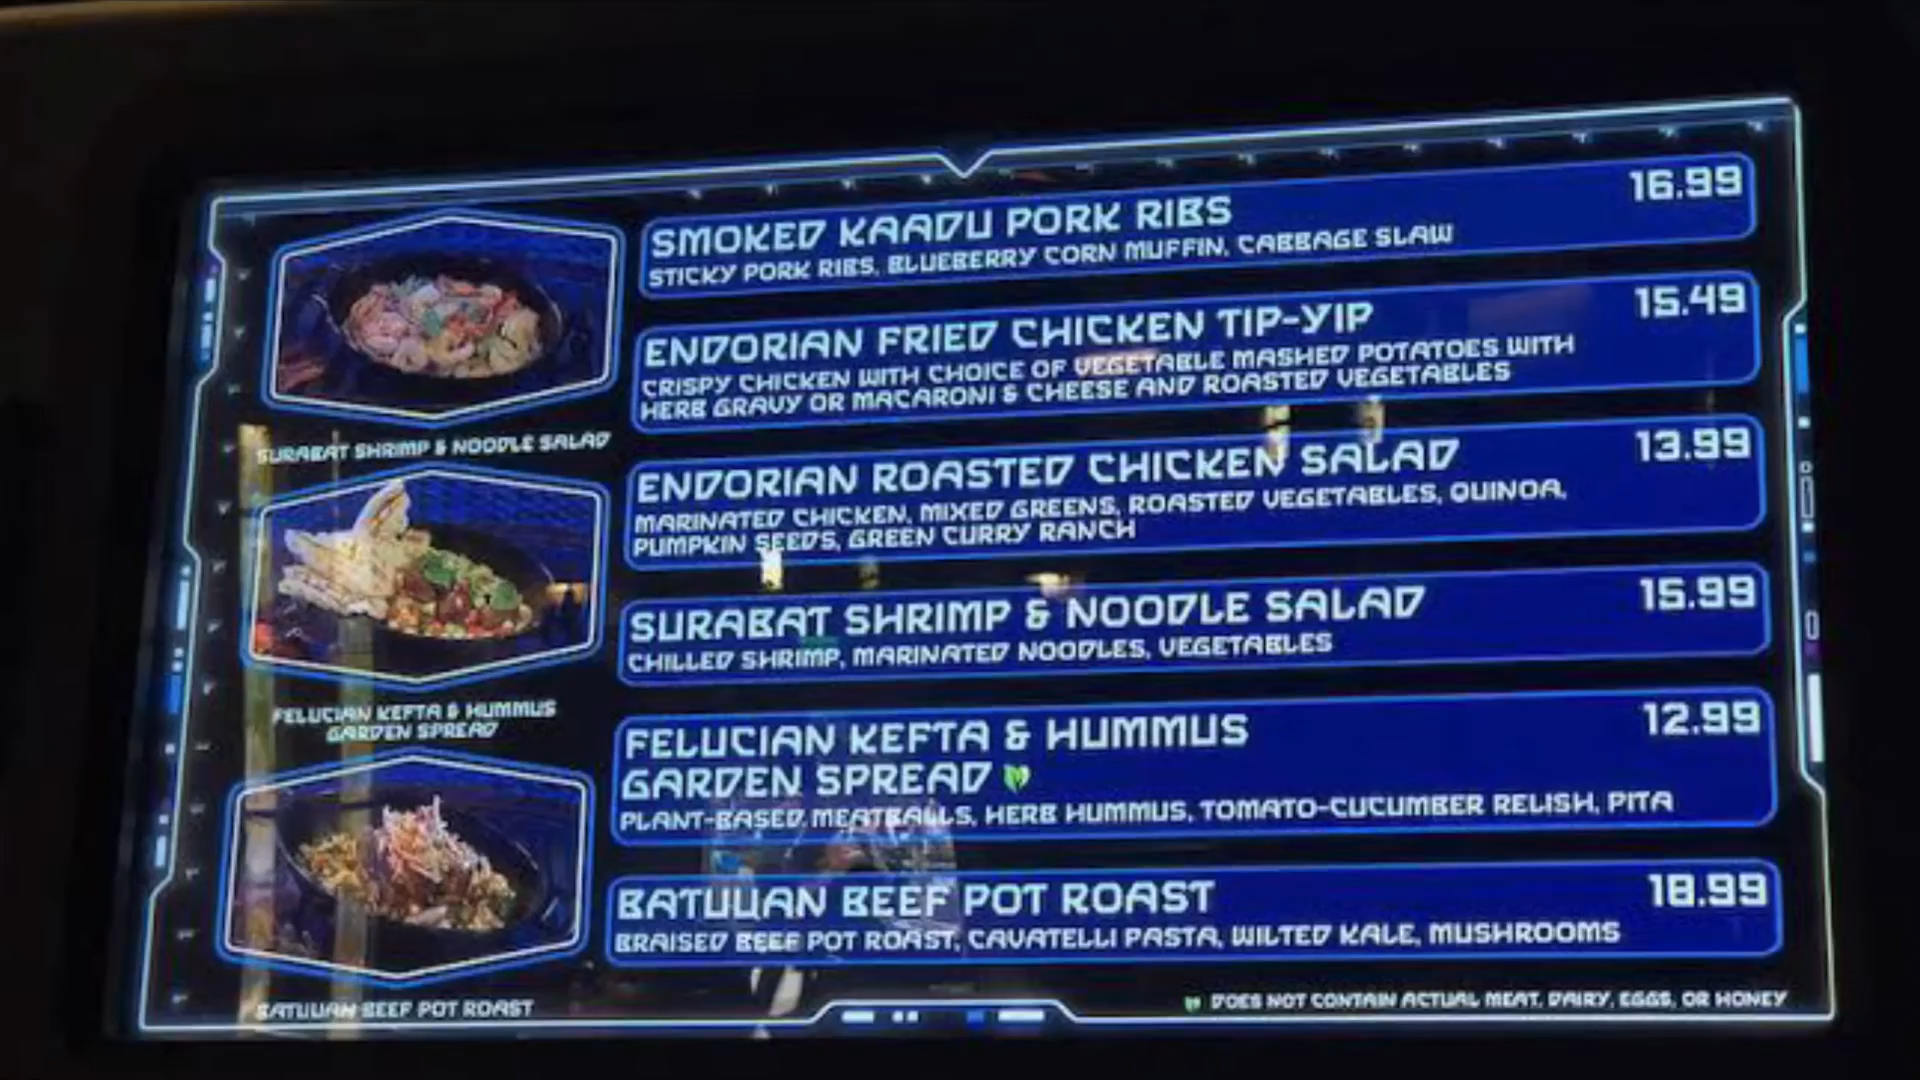 SMOKED KAADU PORK RIBS 16.99
STICKY PORK RIBS, BLUEBERRY CORN MUFFIN, CABBAGE SLAW
ENDORIAN FRIED CHICKEN TIP-YIP 15.49
CRISPY CHICKEN WITH CHOICE OF VEGETABLE MASHED POTATOES WITH
HERB GRAVY OR MACARONI & CHEESE AND ROASTED VEGETABLES
ENDORIAN ROASTED CHICKEN SALAD 13.99
MARINATED CHICKEN, MIXED GREENS, ROASTED VEGETABLES, QUINOA,
PUMPKIN SEEDS, GREEN CURRY RANCH
SURABAT SHRIMP & NOODLE SALAD 15.99
CHILLED SHRIMP, MARINATED NOODLES, VEGETABLES
FELUCIAN KEFTA & HUMMUS 12.99
GARDEN SPREAD
PLANT-BASED MEATBALLS, HERB HUMMUS, TOMATO-CUCUMBER RELISH, PITA
BATUUAN BEEF POT ROAST 18.99
BRAISED BEEF POT ROAST, CAVATELLI PASTA, WILTED KALE, MUSHROOMS
DOES NOT CONTAIN ACTUAL MEAT, DAIRY, EGGS, OR HONEY
SURABAT SHRIMP & NOODLE SALAD
FELUCIAN KEFTA & HUMMUS
GARDEN SPREAD
BATUUAN BEEF POT ROAST